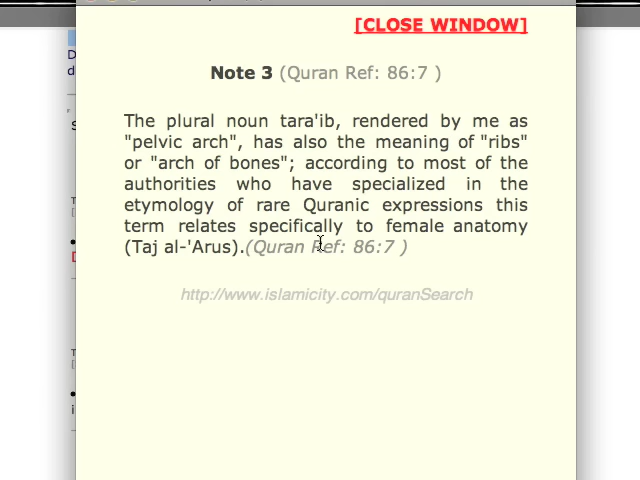 [CLOSE WINDOW]
Note 3 (Quran Ref: 86:7 )
The plural noun tara'ib, rendered by me as
"pelvic arch", has also the meaning of "ribs"
or "arch of bones"; according to most of the
authorities who have specialized in the
etymology of rare Quranic expressions this
term relates specifically to female anatomy
(Taj al-'Arus).(Quran Ref: 86:7 )
http://www.islamicity.com/quranSearch